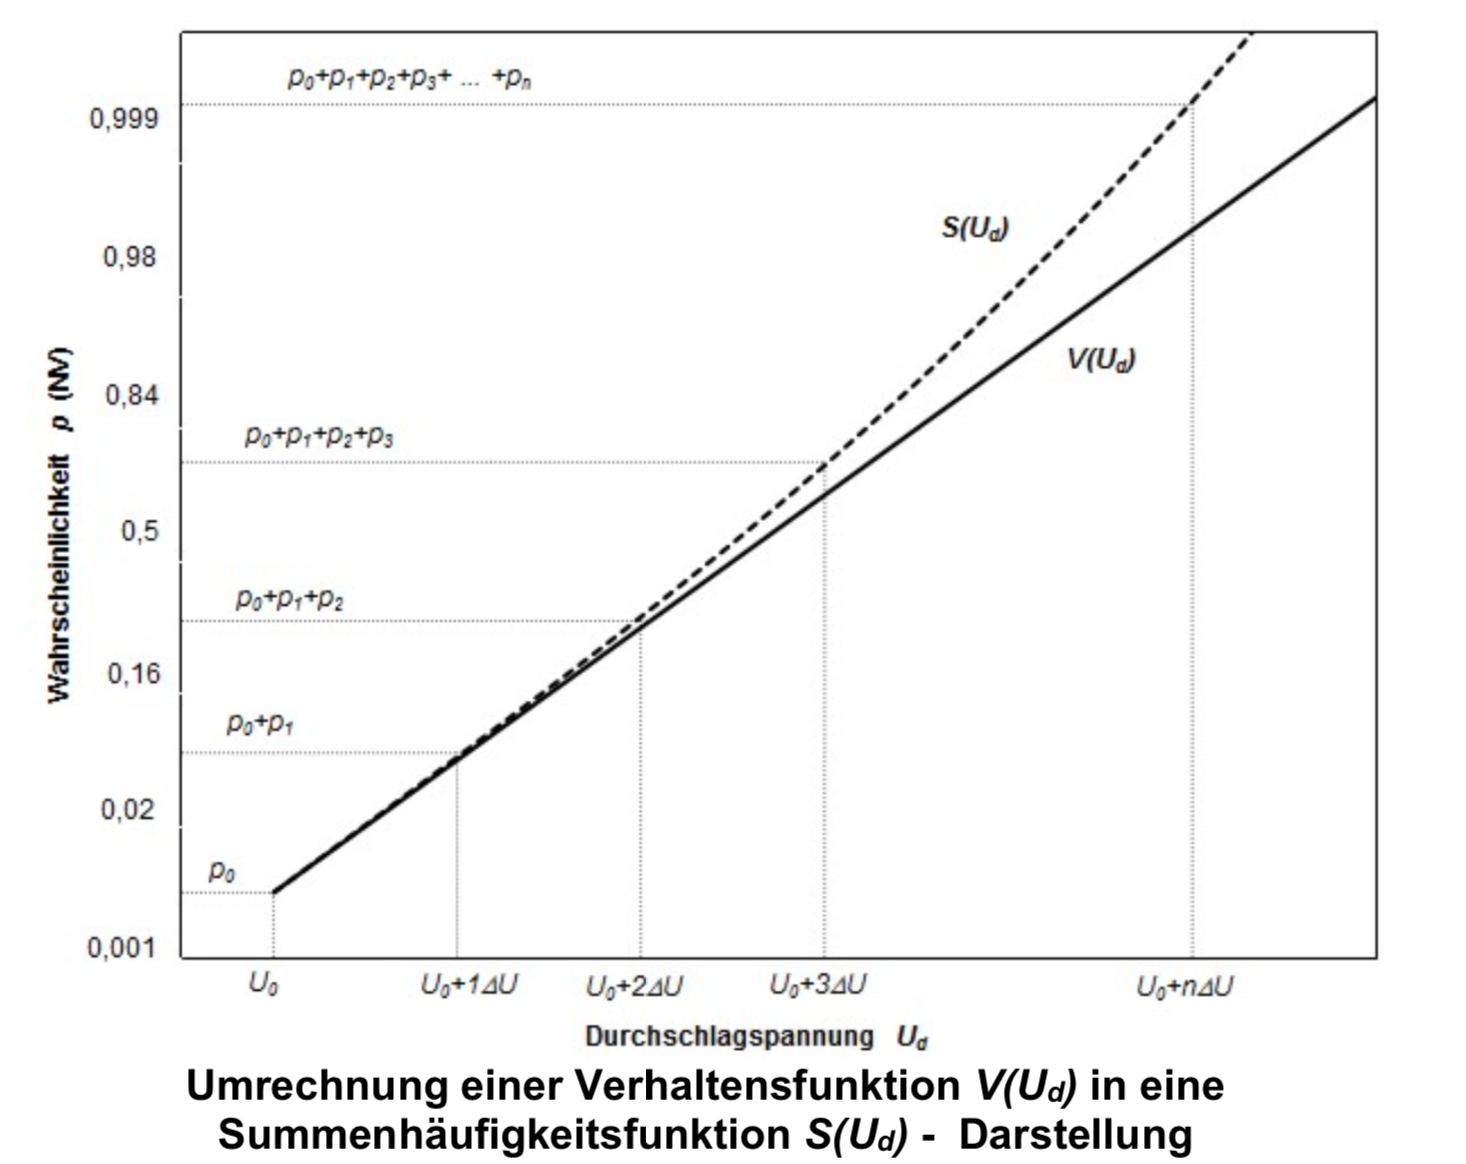 p₀+p₁+p₂+p₃+ ... +pₙ
0,999
S(U_d)
0,98
V(U_d)
0,84
p₀+p₁+p₂+p₃
0,5
p₀+p₁+p₂
0,16
p₀+p₁
0,02
p₀
0,001
Wahrscheinlichkeit p (NV)
U₀ U₀+1ΔU U₀+2ΔU U₀+3ΔU U₀+nΔU
Durchschlagspannung U_d
Umrechnung einer Verhaltensfunktion V(U_d) in eine
Summenhäufigkeitsfunktion S(U_d) - Darstellung